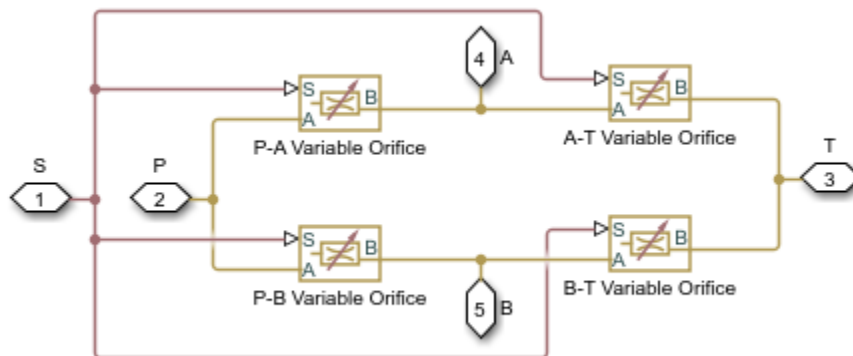 4 A
S
B
A
P-A Variable Orifice
S
B
A
A-T Variable Orifice
S
1
P
2
T
3
S
B
A
P-B Variable Orifice
S
B
A
B-T Variable Orifice
5 B